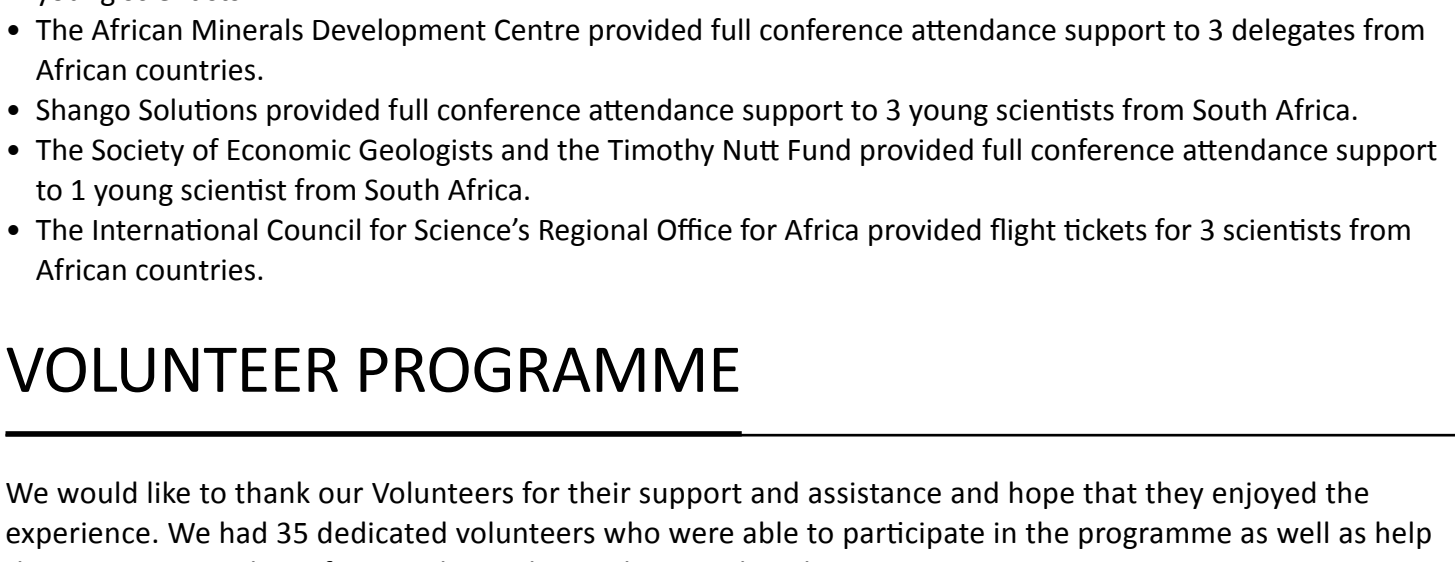 • The African Minerals Development Centre provided full conference attendance support to 3 delegates from
African countries.
• Shango Solutions provided full conference attendance support to 3 young scientists from South Africa.
• The Society of Economic Geologists and the Timothy Nutt Fund provided full conference attendance support
to 1 young scientist from South Africa.
• The International Council for Science’s Regional Office for Africa provided flight tickets for 3 scientists from
African countries.
VOLUNTEER PROGRAMME
We would like to thank our Volunteers for their support and assistance and hope that they enjoyed the
experience. We had 35 dedicated volunteers who were able to participate in the programme as well as help